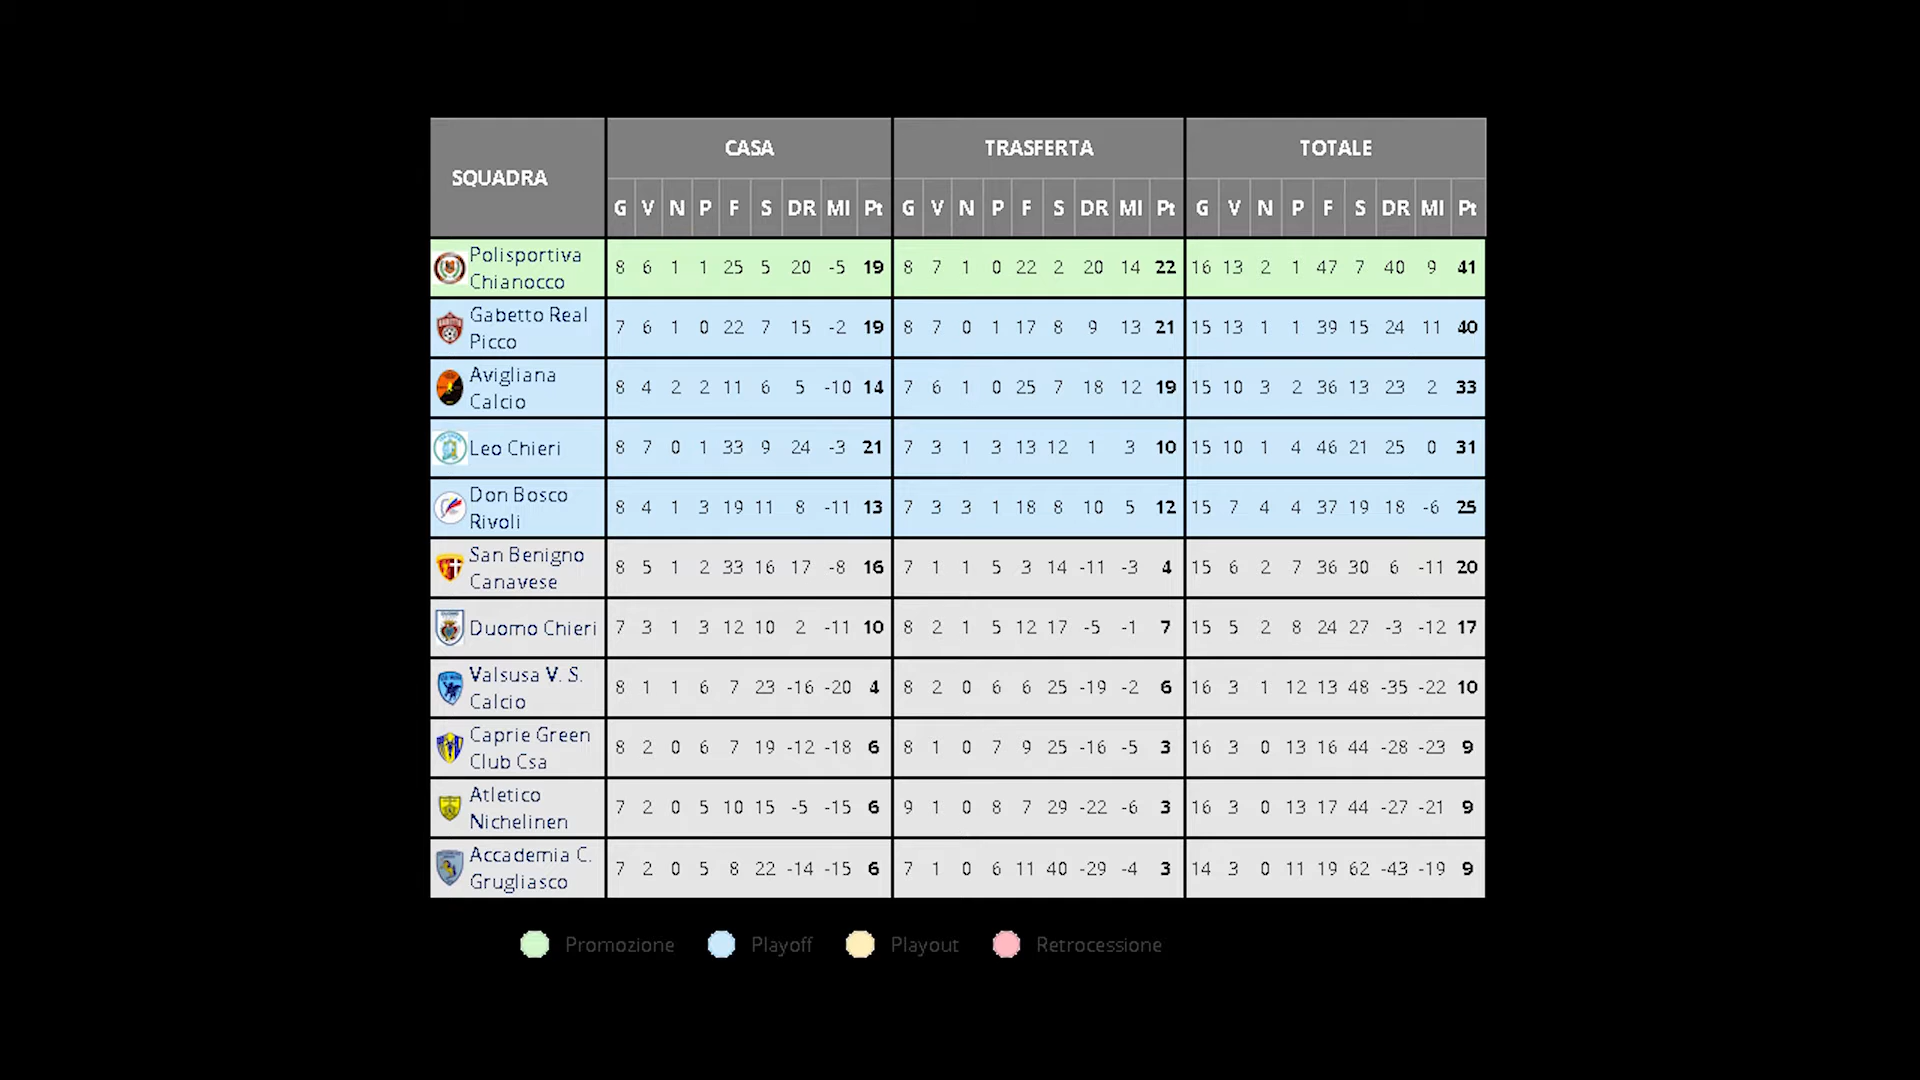 SQUADRA CASA TRASFERTA TOTALE
G V N P F S DR MI Pt G V N P F S DR MI Pt G V N P F S DR MI Pt
Polisportiva
Chianocco 8 6 1 1 25 5 20 -5 19 8 7 1 0 22 2 20 14 22 16 13 2 1 47 7 40 9 41
Gabetto Real
Picco 7 6 1 0 22 7 15 -2 19 8 7 0 1 17 8 9 13 21 15 13 1 1 39 15 24 11 40
Avigliana
Calcio 8 4 2 2 11 6 5 -10 14 7 6 1 0 25 7 18 12 19 15 10 3 2 36 13 23 2 33
Leo Chieri 8 7 0 1 33 9 24 -3 21 7 3 1 3 13 12 1 3 10 15 10 1 4 46 21 25 0 31
Don Bosco
Rivoli 8 4 1 3 19 11 8 -11 13 7 3 3 1 18 8 10 5 12 15 7 4 4 37 19 18 -6 25
San Benigno
Canavese 8 5 1 2 33 16 17 -8 16 7 1 1 5 3 14 -11 -3 4 15 6 2 7 36 30 6 -11 20
Duomo Chieri 7 3 1 3 12 10 2 -11 10 8 2 1 5 12 17 -5 -1 7 15 5 2 8 24 27 -3 -12 17
Valsusa V. S.
Calcio 8 1 1 6 7 23 -16 -20 4 8 2 0 6 6 25 -19 -2 6 16 3 1 12 13 48 -35 -22 10
Caprie Green
Club Csa 8 2 0 6 7 19 -12 -18 6 8 1 0 7 9 25 -16 -5 3 16 3 0 13 16 44 -28 -23 9
Atletico
Nichelinen 7 2 0 5 10 15 -5 -15 6 9 1 0 8 7 29 -22 -6 3 16 3 0 13 17 44 -27 -21 9
Accademia C.
Grugliasco 7 2 0 5 8 22 -14 -15 6 7 1 0 6 11 40 -29 -4 3 14 3 0 11 19 62 -43 -19 9
Promozione Playoff Playout Retrocessione